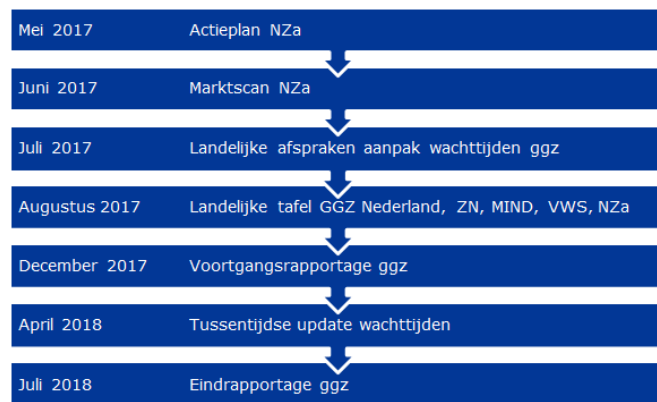 Mei 2017 Actieplan NZa
Juni 2017 Marktscan NZa
Juli 2017 Landelijke afspraken aanpak wachttijden ggz
Augustus 2017 Landelijke tafel GGZ Nederland, ZN, MIND, VWS, NZa
December 2017 Voortgangsrapportage ggz
April 2018 Tussentijdse update wachttijden
Juli 2018 Eindrapportage ggz